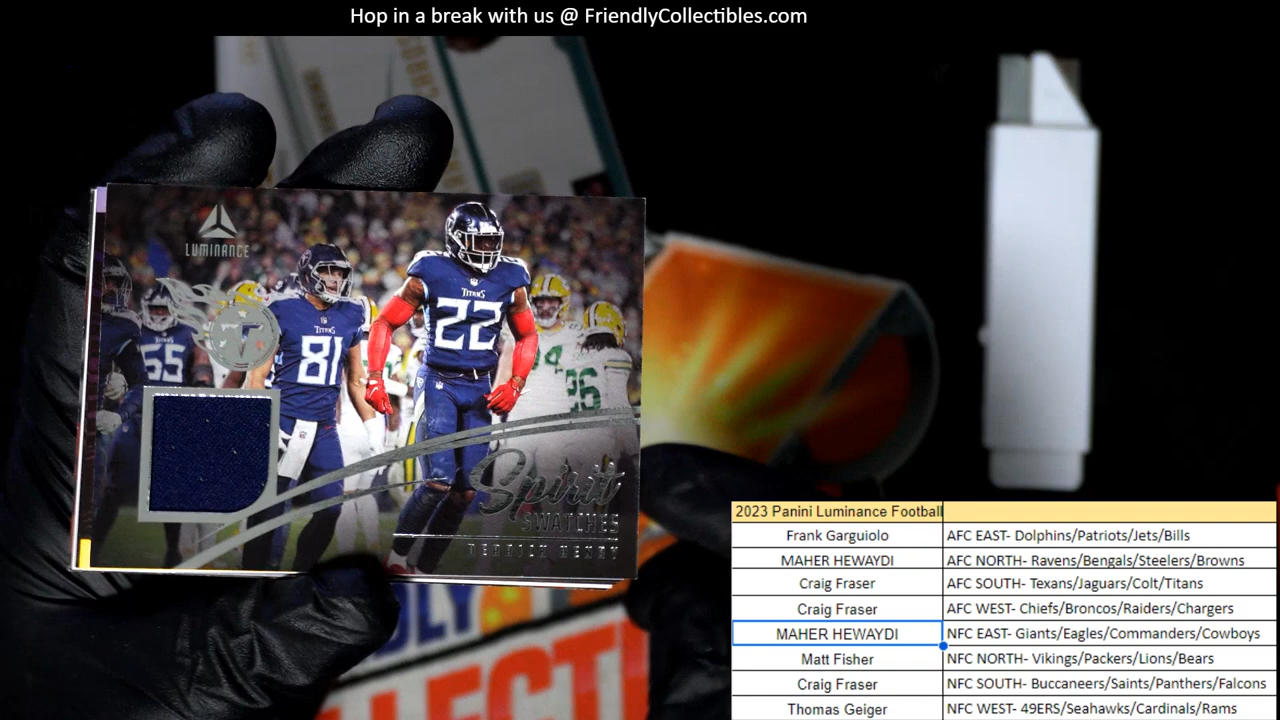 Hop in a break with us @ FriendlyCollectibles.com
LUMINANCE
TITANS
22
TITANS
81
55
Spirit
SWATCHES
DERRICK HENRY
2023 Panini Luminance Football
Frank Garguiolo AFC EAST- Dolphins/Patriots/Jets/Bills
MAHER HEWAYDI AFC NORTH- Ravens/Bengals/Steelers/Browns
Craig Fraser AFC SOUTH- Texans/Jaguars/Colt/Titans
Craig Fraser AFC WEST- Chiefs/Broncos/Raiders/Chargers
MAHER HEWAYDI NFC EAST- Giants/Eagles/Commanders/Cowboys
Matt Fisher NFC NORTH- Vikings/Packers/Lions/Bears
Craig Fraser NFC SOUTH- Buccaneers/Saints/Panthers/Falcons
Thomas Geiger NFC WEST- 49ERS/Seahawks/Cardinals/Rams